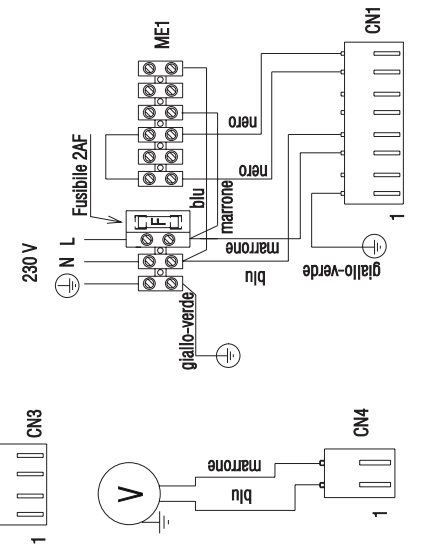 CN1
ME1
nero
nero
Fusibile 2AF
blu
marrone
F
230 V
L
N
marrone
blu
1
giallo-verde
giallo-verde
CN3
1
CN4
marrone
blu
V
1